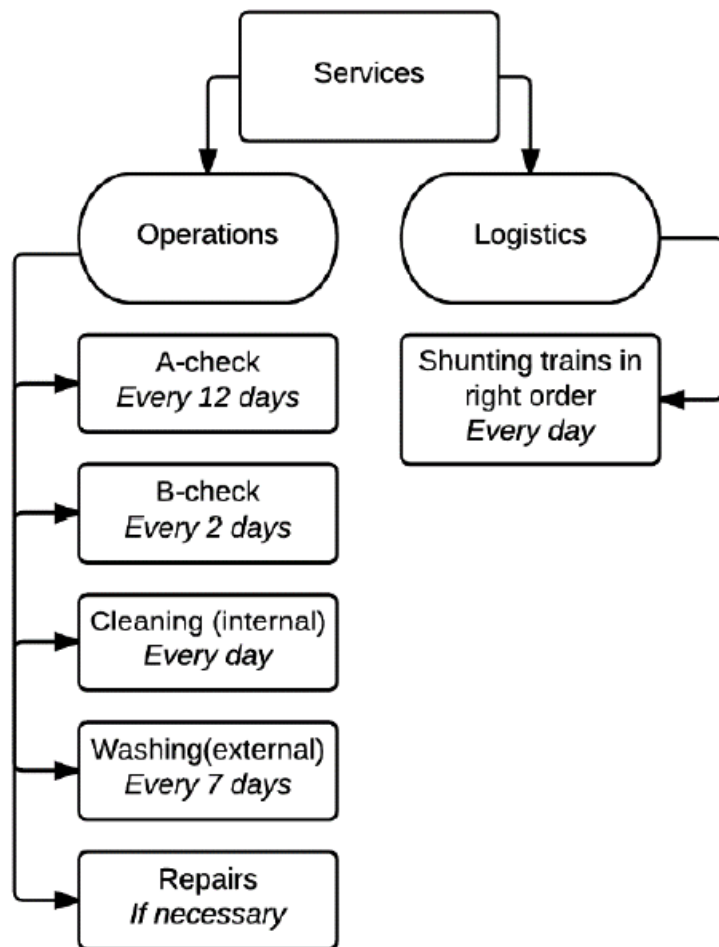 Services
Operations
Logistics
A-check
Every 12 days
Shunting trains in
right order
Every day
B-check
Every 2 days
Cleaning (internal)
Every day
Washing(external)
Every 7 days
Repairs
If necessary